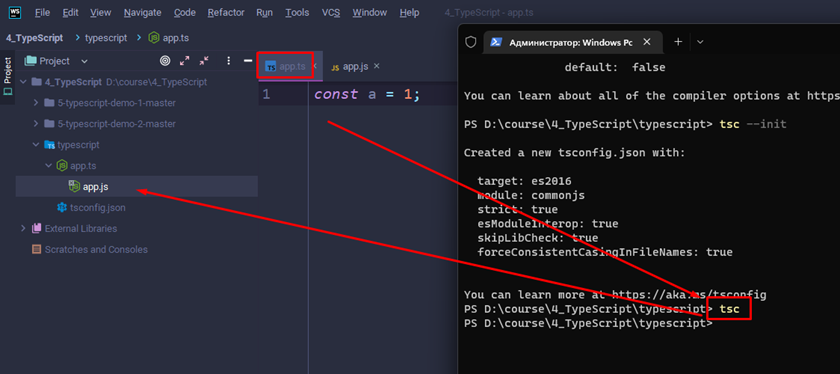 WS File Edit View Navigate Code Refactor Run Tools VCS Window Help 4_TypeScript - app.ts
4_TypeScript typescript app.ts
Project
Project
4_TypeScript D:\course\4_TypeScript
5-typescript-demo-1-master
5-typescript-demo-2-master
typescript
app.ts
app.js
tsconfig.json
External Libraries
Scratches and Consoles
TS app.ts JS app.js
1 const a = 1;
Администратор: Windows Pc
default: false
You can learn about all of the compiler options at https
PS D:\course\4_TypeScript\typescript> tsc --init
Created a new tsconfig.json with:
target: es2016
module: commonjs
strict: true
esModuleInterop: true
skipLibCheck: true
forceConsistentCasingInFileNames: true
You can learn more at https://aka.ms/tsconfig
PS D:\course\4_TypeScript\typescript> tsc
PS D:\course\4_TypeScript\typescript>